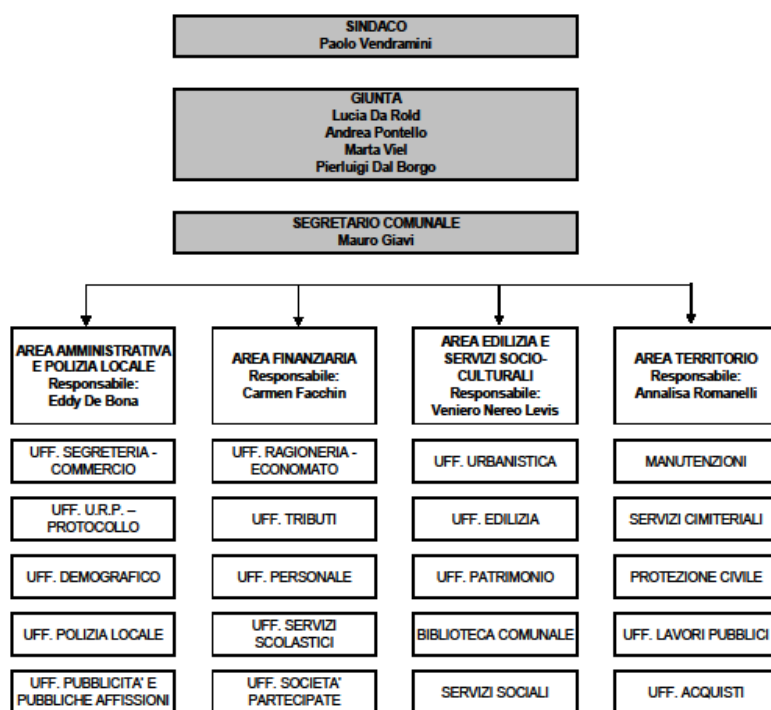 SINDACO
Paolo Vendramini
GIUNTA
Lucia Da Rold
Andrea Pontello
Marta Viel
Pierluigi Dal Borgo
SEGRETARIO COMUNALE
Mauro Giavi
AREA AMMINISTRATIVA
E POLIZIA LOCALE
Responsabile:
Eddy De Bona
AREA FINANZIARIA
Responsabile:
Carmen Facchin
AREA EDILIZIA E
SERVIZI SOCIO-
CULTURALI
Responsabile:
Veniero Nereo Levis
AREA TERRITORIO
Responsabile:
Annalisa Romanelli
UFF. SEGRETERIA -
COMMERCIO
UFF. RAGIONERIA -
ECONOMATO
UFF. URBANISTICA
MANUTENZIONI
UFF. U.R.P. –
PROTOCOLLO
UFF. TRIBUTI
UFF. EDILIZIA
SERVIZI CIMITERIALI
UFF. DEMOGRAFICO
UFF. PERSONALE
UFF. PATRIMONIO
PROTEZIONE CIVILE
UFF. POLIZIA LOCALE
UFF. SERVIZI
SCOLASTICI
BIBLIOTECA COMUNALE
UFF. LAVORI PUBBLICI
UFF. PUBBLICITA' E
PUBBLICHE AFFISSIONI
UFF. SOCIETA'
PARTECIPATE
SERVIZI SOCIALI
UFF. ACQUISTI